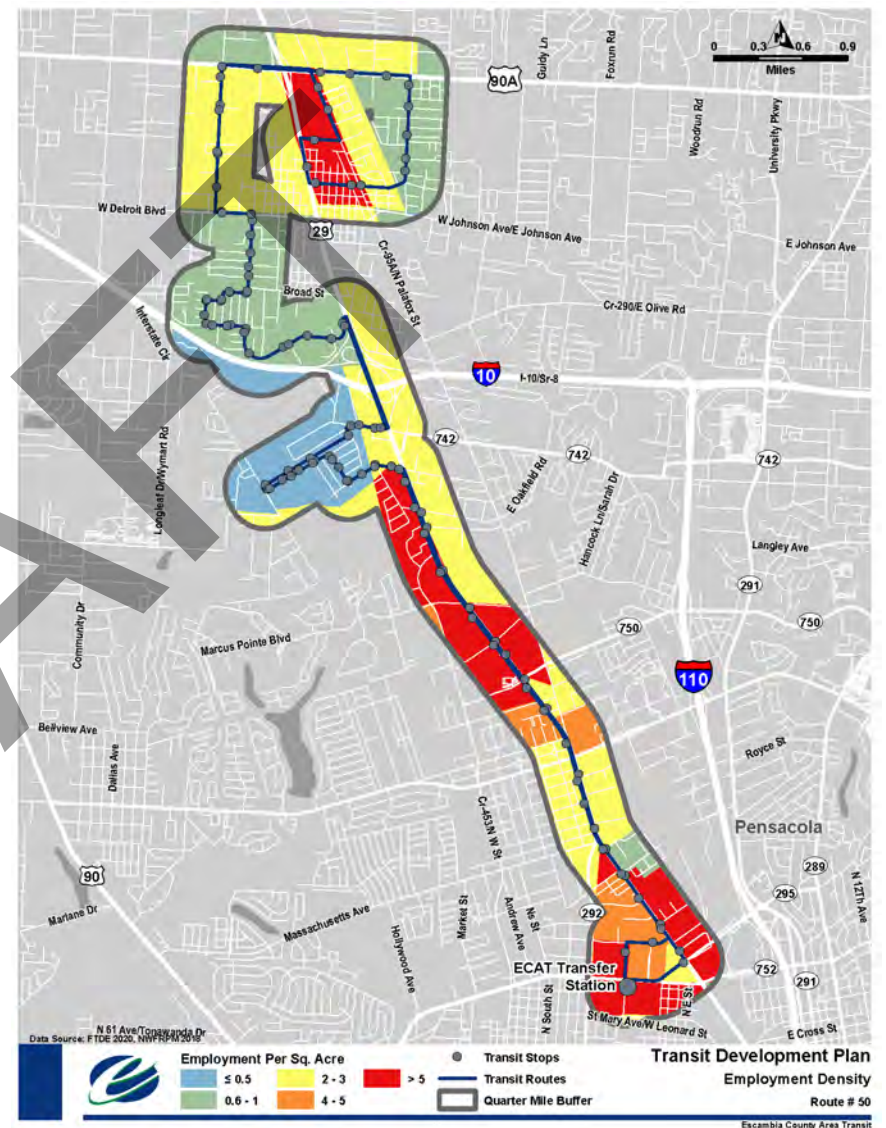 0 0.3 0.6 0.9
Miles
Guidy Ln
Foxrun Rd
90A
Woodrun Rd
University Pkwy
W Detroit Blvd
29
W Johnson Ave/E Johnson Ave
E Johnson Ave
Cr-95A/N Palafox St
Broad St
Cr-290/E Olive Rd
Interstate Cir
10
I-10/Sr-8
742
742
742
Longleaf Dr/Wymart Rd
E Oakfield Rd
Hancock Ln/Sarah Dr
Langley Ave
291
Community Dr
Marcus Pointe Blvd
750
750
110
Bellview Ave
Dallas Ave
Royce St
Cr-453/N W St
Pensacola
289
90
N 12Th Ave
295
Marlane Dr
Massachusetts Ave
Market St
Andrew Ave
Ns St
292
Hollywood Ave
ECAT Transfer
Station
752
291
N South St
N E St
St Mary Ave/W Leonard St
E Cross St
N 61 Ave/Tonawanda Dr
Data Source: FTDE 2020, NWFRPM 2018
DRAFT
Employment Per Sq. Acre
≤ 0.5
2 - 3
> 5
0.6 - 1
4 - 5
Transit Stops
Transit Routes
Quarter Mile Buffer
Transit Development Plan
Employment Density
Route # 50
Escambia County Area Transit